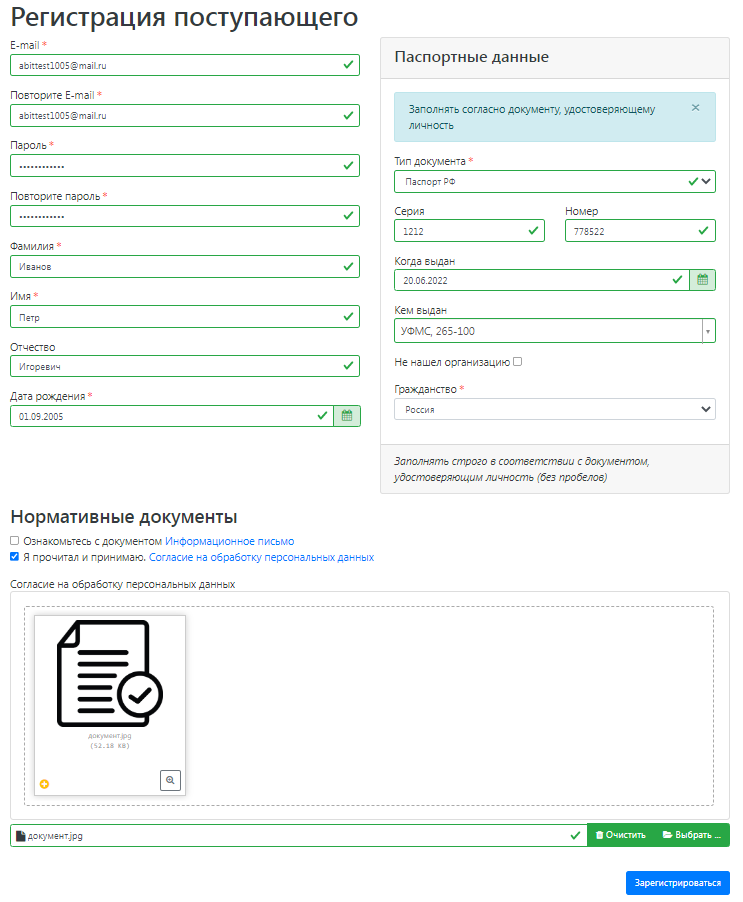 Регистрация поступающего
E-mail *
abittest1005@mail.ru
Повторите E-mail *
abittest1005@mail.ru
Пароль *
••••••••••••
Повторите пароль *
••••••••••••
Фамилия *
Иванов
Имя *
Петр
Отчество
Игоревич
Дата рождения *
01.09.2005
Паспортные данные
Заполнять согласно документу, удостоверяющему
личность
Тип документа *
Паспорт РФ
Серия Номер
1212 778522
Когда выдан
20.06.2022
Кем выдан
УФМС, 265-100
Не нашел организацию
Гражданство *
Россия
Заполнять строго в соответствии с документом,
удостоверяющим личность (без пробелов)
Нормативные документы
Ознакомьтесь с документом Информационное письмо
Я прочитал и принимаю. Согласие на обработку персональных данных
Согласие на обработку персональных данных
документ.jpg
(52.18 KB)
документ.jpg Очистить Выбрать ...
Зарегистрироваться